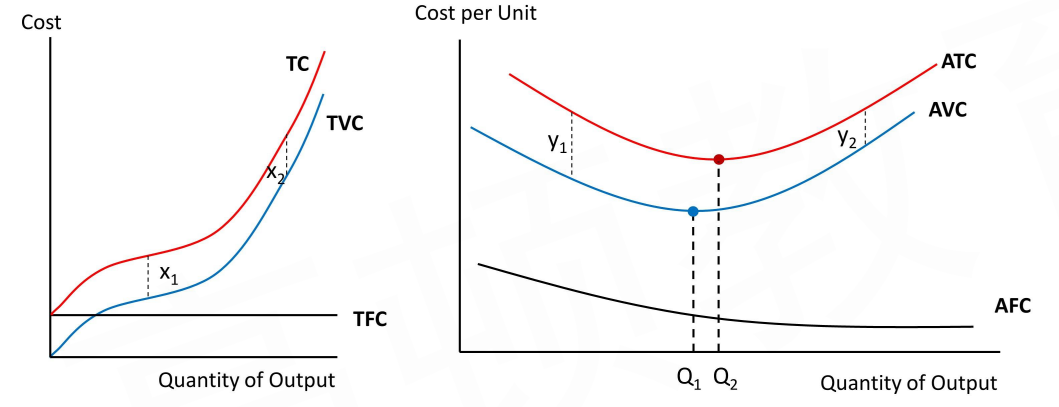 Cost
TC
TVC
x₂
x₁
TFC
Quantity of Output
Cost per Unit
ATC
AVC
y₁
y₂
AFC
Q₁ Q₂
Quantity of Output